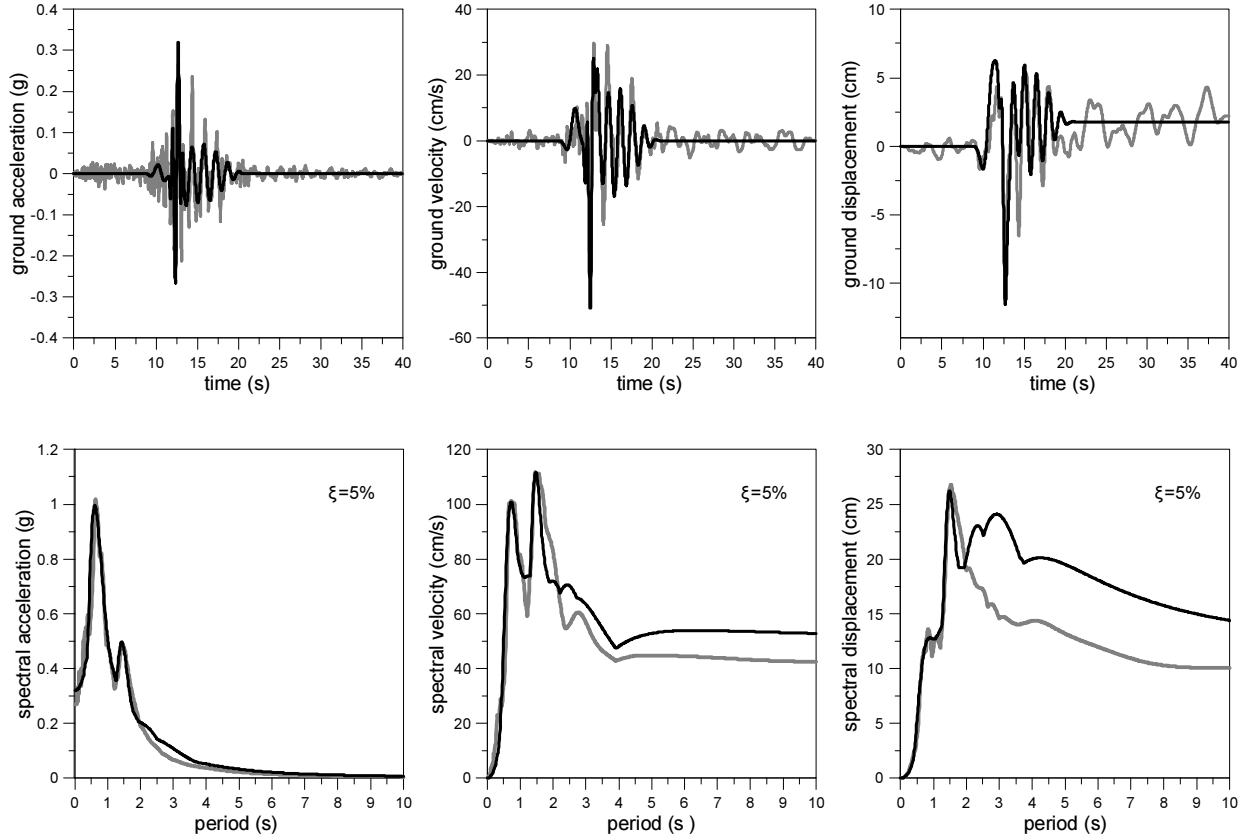 ground acceleration (g)
0.4
0.3
0.2
0.1
0
-0.1
-0.2
-0.3
-0.4
0 5 10 15 20 25 30 35 40
time (s)
ground velocity (cm/s)
40
20
0
-20
-40
-60
0 5 10 15 20 25 30 35 40
time (s)
ground displacement (cm)
10
5
0
-5
-10
0 5 10 15 20 25 30 35 40
time (s)
spectral acceleration (g)
1.2
1
0.8
0.6
0.4
0.2
0
ξ=5%
0 1 2 3 4 5 6 7 8 9 10
period (s)
spectral velocity (cm/s)
120
100
80
60
40
20
0
ξ=5%
0 1 2 3 4 5 6 7 8 9 10
period (s )
spectral displacement (cm)
30
25
20
15
10
5
0
ξ=5%
0 1 2 3 4 5 6 7 8 9 10
period (s)